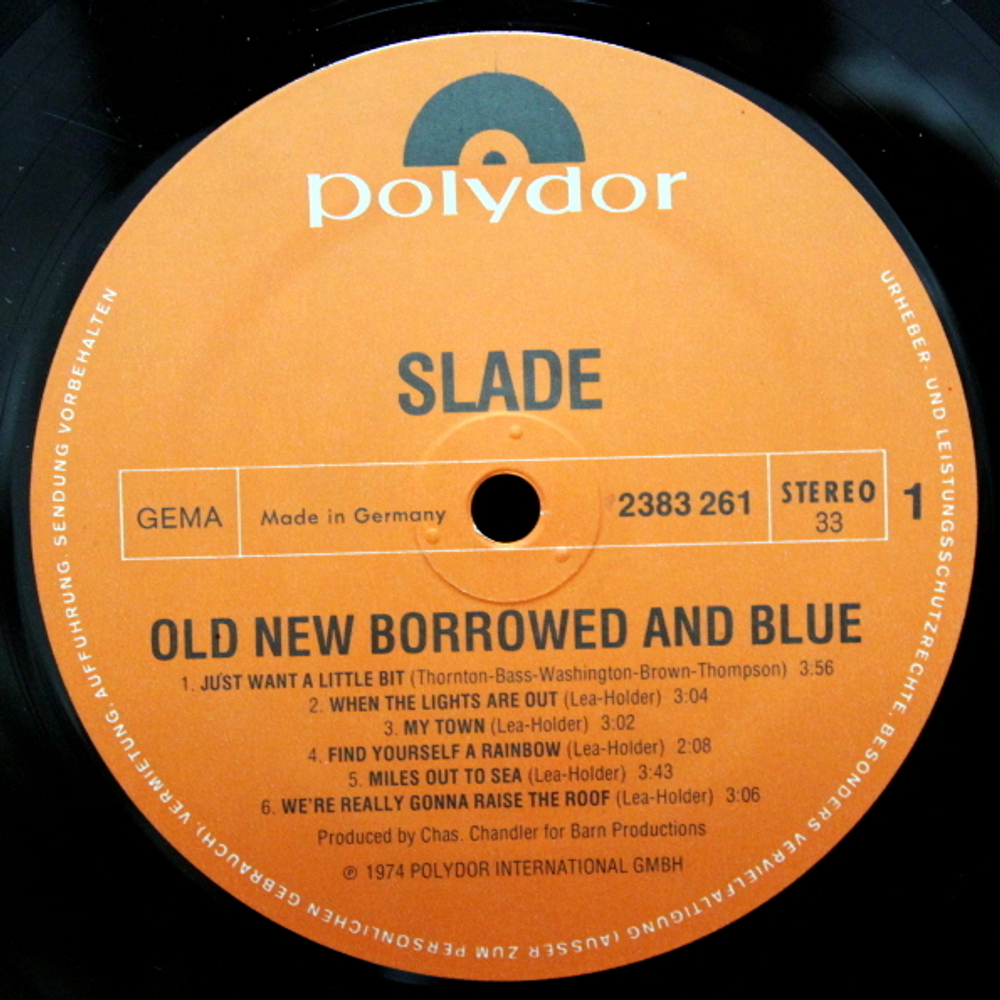 polydor
SLADE
GEMA
Made in Germany
2383 261
STEREO
33
1
OLD NEW BORROWED AND BLUE
1. JUST WANT A LITTLE BIT (Thornton-Bass-Washington-Brown-Thompson) 3:56
2. WHEN THE LIGHTS ARE OUT (Lea-Holder) 3:04
3. MY TOWN (Lea-Holder) 3:02
4. FIND YOURSELF A RAINBOW (Lea-Holder) 2:08
5. MILES OUT TO SEA (Lea-Holder) 3:43
6. WE'RE REALLY GONNA RAISE THE ROOF (Lea-Holder) 3:06
Produced by Chas. Chandler for Barn Productions
℗ 1974 POLYDOR INTERNATIONAL GMBH
URHEBER- UND LEISTUNGSSCHUTZRECHTE, BESONDERS VERVIELFÄLTIGUNG (AUSSER ZUM PERSÖNLICHEN GEBRAUCH), VERMIETUNG, AUFFÜHRUNG, SENDUNG VORBEHALTEN